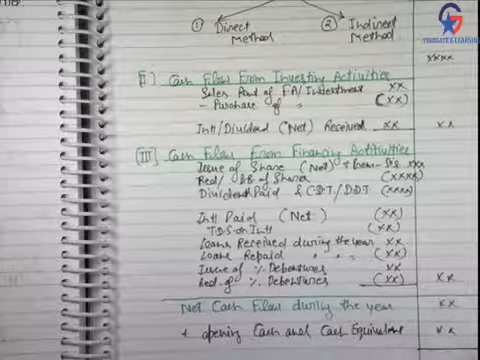 STARGATE E-LEARNING
① Direct Method
② Indirect Method
xxxx
[II] Cash Flow From Investing Activities
Sales of FA/Investment xx
- Purchase of " (xx)
Intt/Dividend (Net) Received xx xx
[III] Cash Flow From Financing Activities
Issue of Share (Net) xxx
Red/ BB of Shares (xxxx)
Dividend Paid & CDT/DDT (xxxx)
Intt Paid (Net) (xx)
TDS on Intt (xx)
Loans Received during the year xx
Loans Repaid " " (xx)
Issue of % Debentures xx
Red. of % Debentures (xx) xx
Net Cash Flow during the year xx
+ opening Cash and Cash Equivalent xx